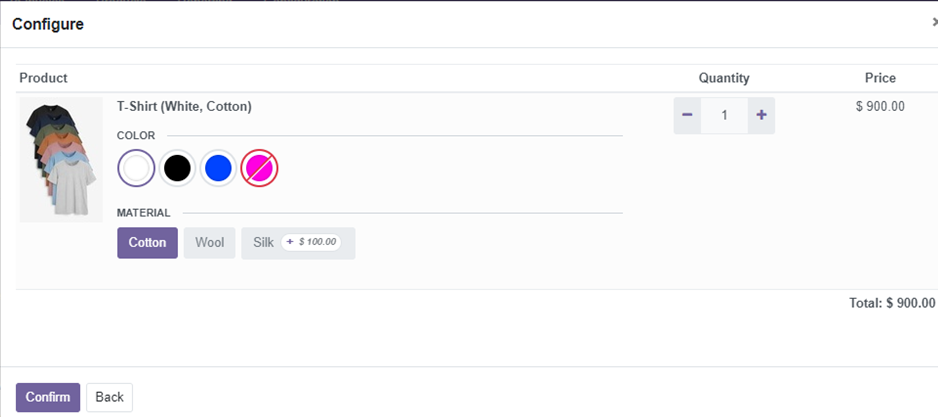 Configure
×
Product Quantity Price
T-Shirt (White, Cotton) − 1 + $ 900.00
COLOR
MATERIAL
Cotton Wool Silk + $ 100.00
Total: $ 900.00
Confirm Back